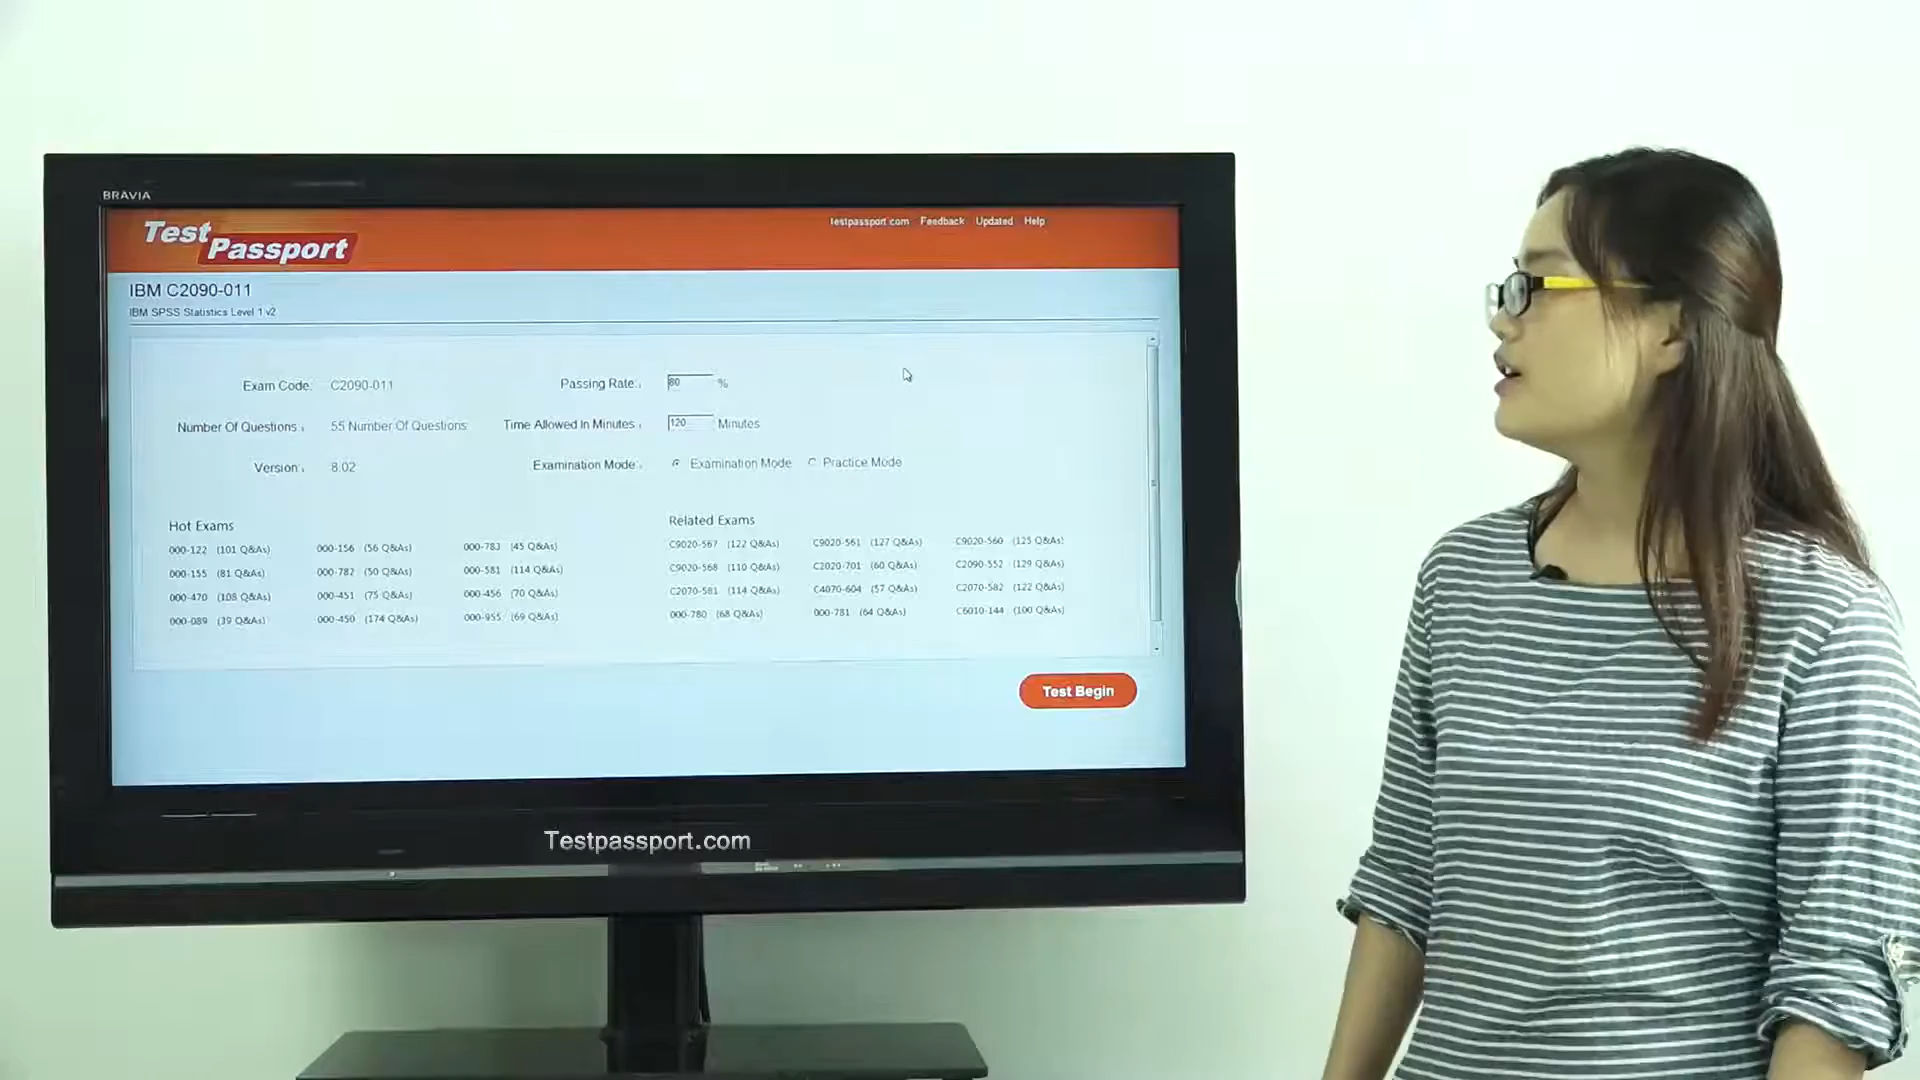 BRAVIA
Test Passport
testpassport.com Feedback Updated Help
IBM C2090-011
IBM SPSS Statistics Level 1 v2
Exam Code: C2090-011 Passing Rate: 80 %
Number Of Questions : 55 Number Of Questions Time Allowed In Minutes : 120 Minutes
Version : 8.02 Examination Mode : Examination Mode Practice Mode
Hot Exams Related Exams
000-122 (101 Q&As) 000-156 (56 Q&As) 000-783 (45 Q&As) C9020-567 (122 Q&As) C9020-561 (127 Q&As) C9020-560 (125 Q&As)
000-155 (81 Q&As) 000-782 (50 Q&As) 000-581 (114 Q&As) C9020-568 (110 Q&As) C2020-701 (60 Q&As) C2090-552 (129 Q&As)
000-470 (108 Q&As) 000-451 (75 Q&As) 000-456 (70 Q&As) C2070-581 (114 Q&As) C4070-604 (57 Q&As) C2070-582 (122 Q&As)
000-089 (39 Q&As) 000-450 (174 Q&As) 000-955 (69 Q&As) 000-780 (68 Q&As) 000-781 (64 Q&As) C6010-144 (100 Q&As)
Test Begin
Testpassport.com